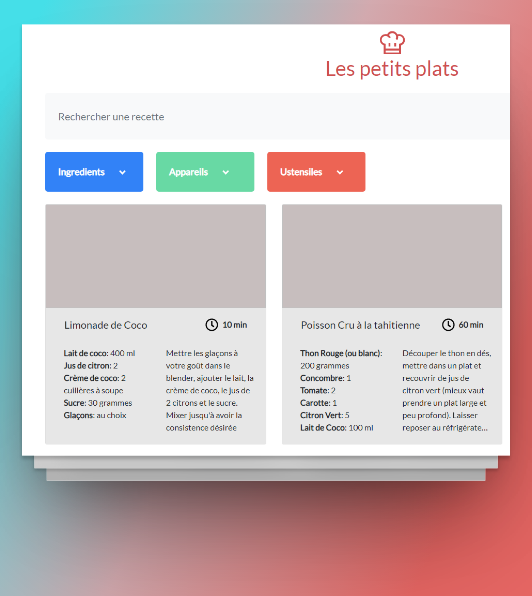 Les petits plats
Rechercher une recette
Ingredients
Appareils
Ustensiles
Limonade de Coco
10 min
Lait de coco: 400 ml
Jus de citron: 2
Crème de coco: 2
cuillères à soupe
Sucre: 30 grammes
Glaçons: au choix
Mettre les glaçons à
votre goût dans le
blender, ajouter le lait, la
crème de coco, le jus de
2 citrons et le sucre.
Mixer jusqu'à avoir la
consistence désirée
Poisson Cru à la tahitienne
60 min
Thon Rouge (ou blanc):
200 grammes
Concombre: 1
Tomate: 2
Carotte: 1
Citron Vert: 5
Lait de Coco: 100 ml
Découper le thon en dés,
mettre dans un plat et
recouvrir de jus de
citron vert (mieux vaut
prendre un plat large et
peu profond). Laisser
reposer au réfrigérate...